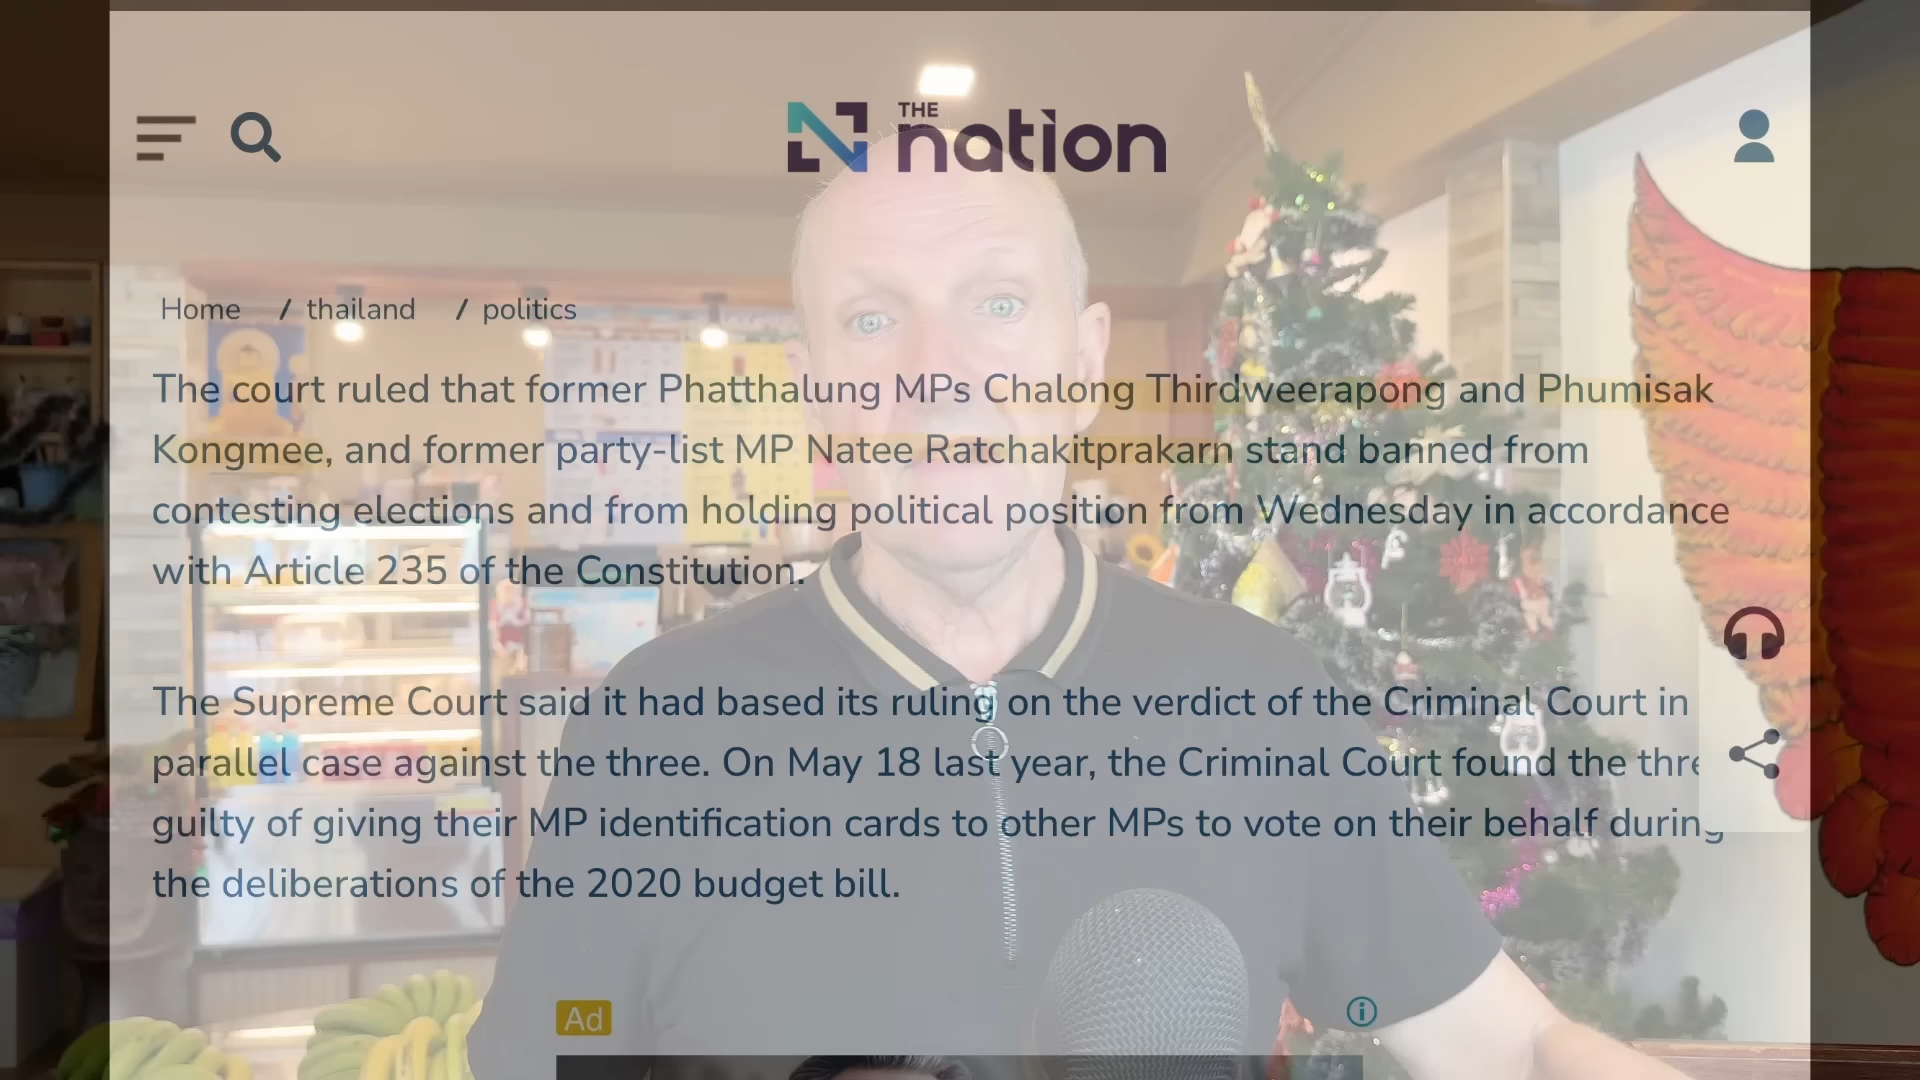 THE
nation
Home / thailand / politics
The court ruled that former Phatthalung MPs Chalong Thirdweerapong and Phumisak
Kongmee, and former party-list MP Natee Ratchakitprakarn stand banned from
contesting elections and from holding political position from Wednesday in accordance
with Article 235 of the Constitution.
The Supreme Court said it had based its ruling on the verdict of the Criminal Court in
parallel case against the three. On May 18 last year, the Criminal Court found the thre
guilty of giving their MP identification cards to other MPs to vote on their behalf during
the deliberations of the 2020 budget bill.
Ad